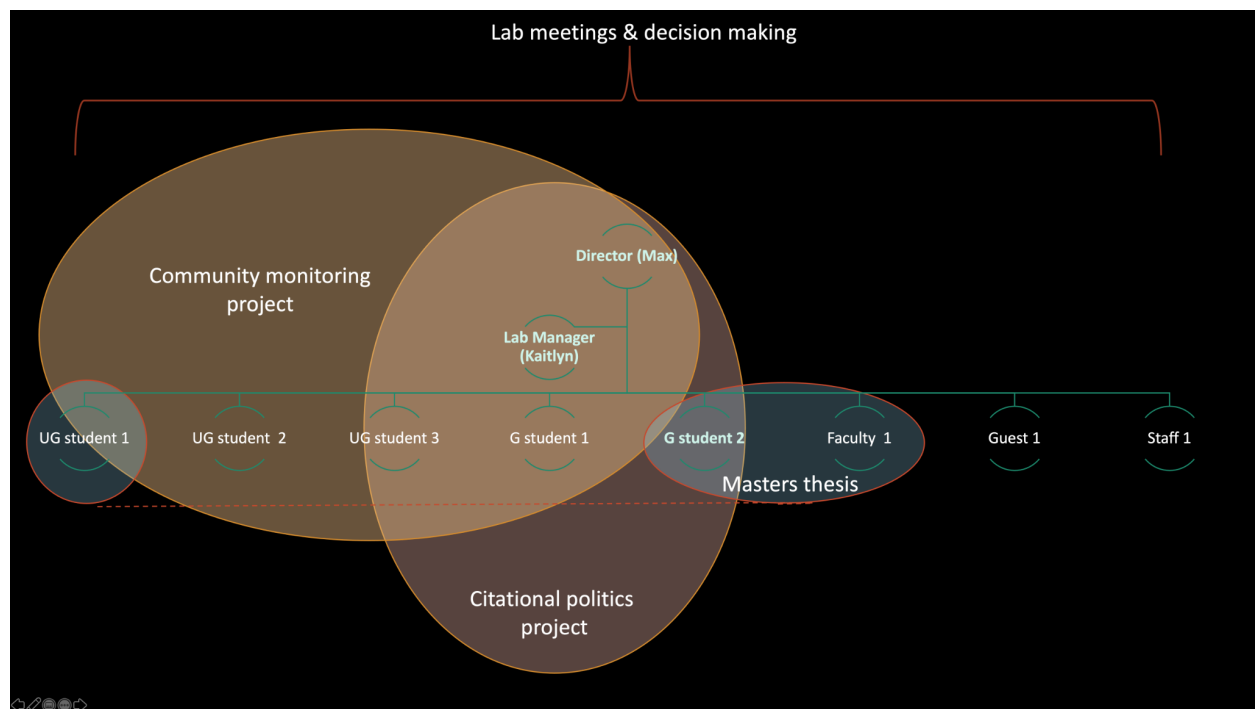 Lab meetings & decision making
Director (Max)
Community monitoring
project
Lab Manager
(Kaitlyn)
UG student 1
UG student 2
UG student 3
G student 1
G student 2
Faculty 1
Guest 1
Staff 1
Masters thesis
Citational politics
project